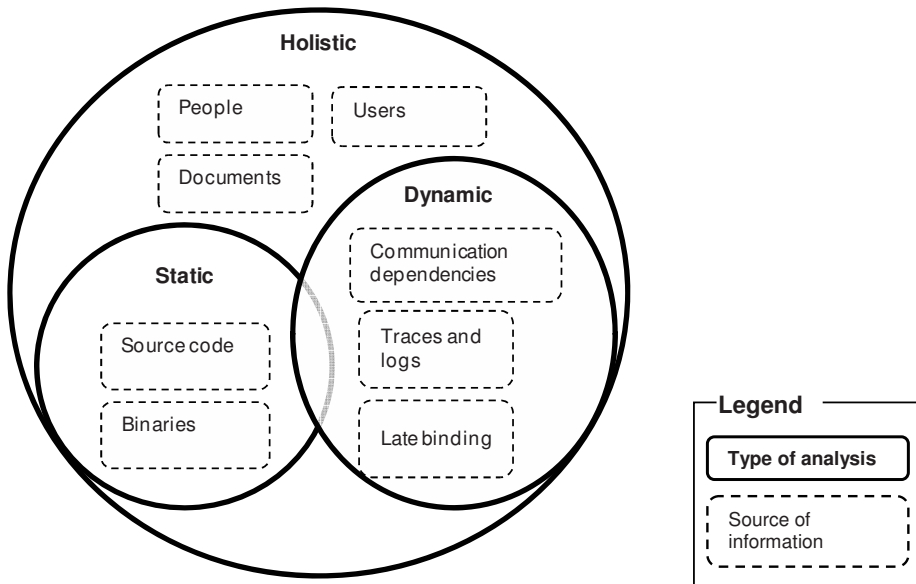 Holistic
People
Users
Documents
Dynamic
Communication
dependencies
Static
Traces and
logs
Source code
Binaries
Late binding
Legend
Type of analysis
Source of
information